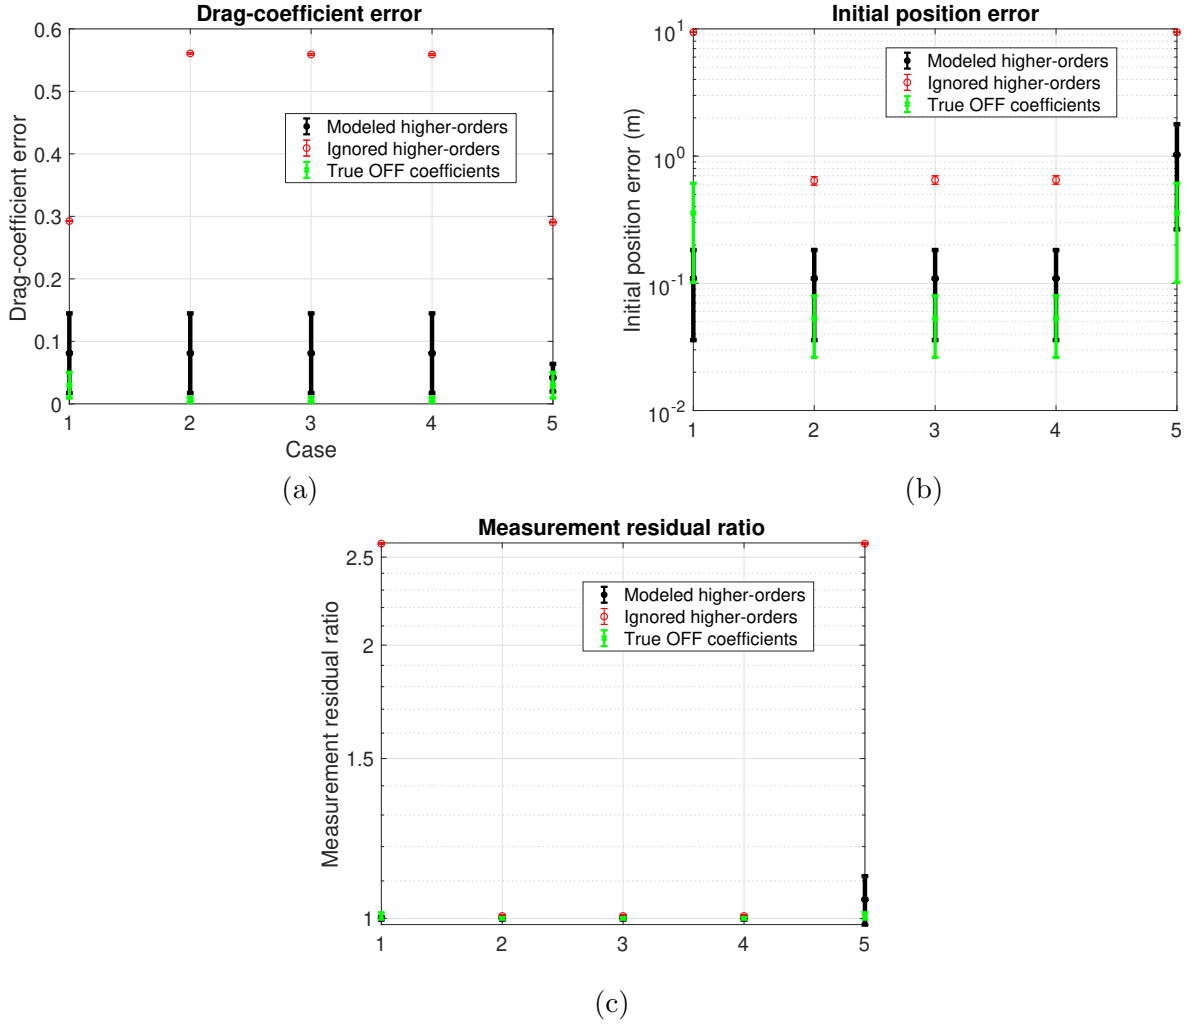 Drag-coefficient error
0.6
0.5
0.4
0.3
0.2
0.1
0
Drag-coefficient error
Modeled higher-orders
Ignored higher-orders
True OFF coefficients
1 2 3 4 5
Case
(a)
Initial position error
10^1
10^0
10^-1
10^-2
Initial position error (m)
Modeled higher-orders
Ignored higher-orders
True OFF coefficients
1 2 3 4 5
(b)
Measurement residual ratio
2.5
2
1.5
1
Measurement residual ratio
Modeled higher-orders
Ignored higher-orders
True OFF coefficients
1 2 3 4 5
(c)